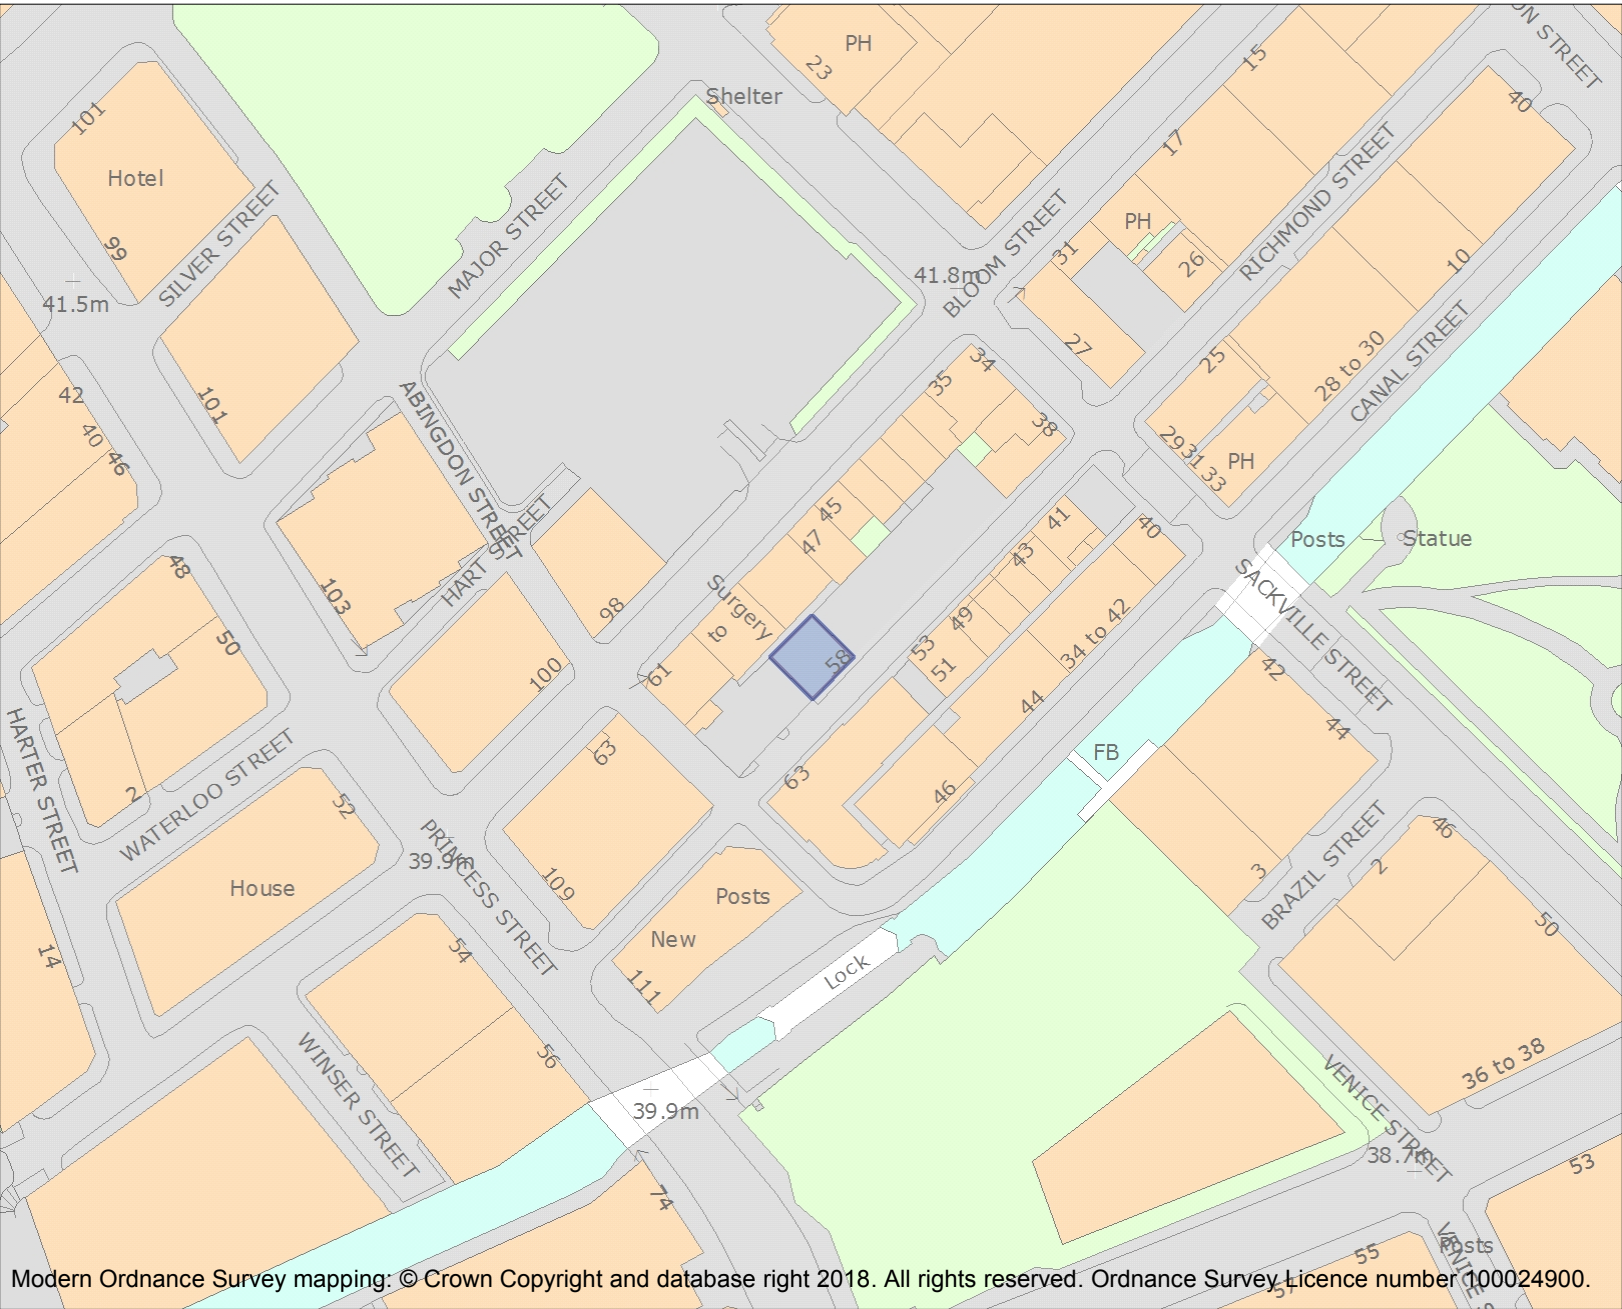 ON STREET
PH
23
15
Shelter
101
40
Hotel
17
RICHMOND STREET
MAJOR STREET
SILVER STREET
99
PH
BLOOM STREET
31
26
10
41.8m
41.5m
27
CANAL STREET
34
35
25
28 to 30
42
101
ABINGDON STREET
38
40
46
29
31
33
PH
45
41
40
47
Posts
Statue
HART STREET
43
48
103
SACKVILLE STREET
98
Surgery
to
49
34 to 42
50
53
51
58
61
100
42
44
44
HARTER STREET
WATERLOO STREET
63
FB
63
46
2
52
PRINCESS STREET
39.9m
BRAZIL STREET
46
2
3
109
House
Posts
50
New
14
54
111
Lock
WINSER STREET
56
36 to 38
VENICE STREET
39.9m
38.7m
53
74
55
Posts
VENICE S
57
Modern Ordnance Survey mapping: © Crown Copyright and database right 2018. All rights reserved. Ordnance Survey Licence number 100024900.